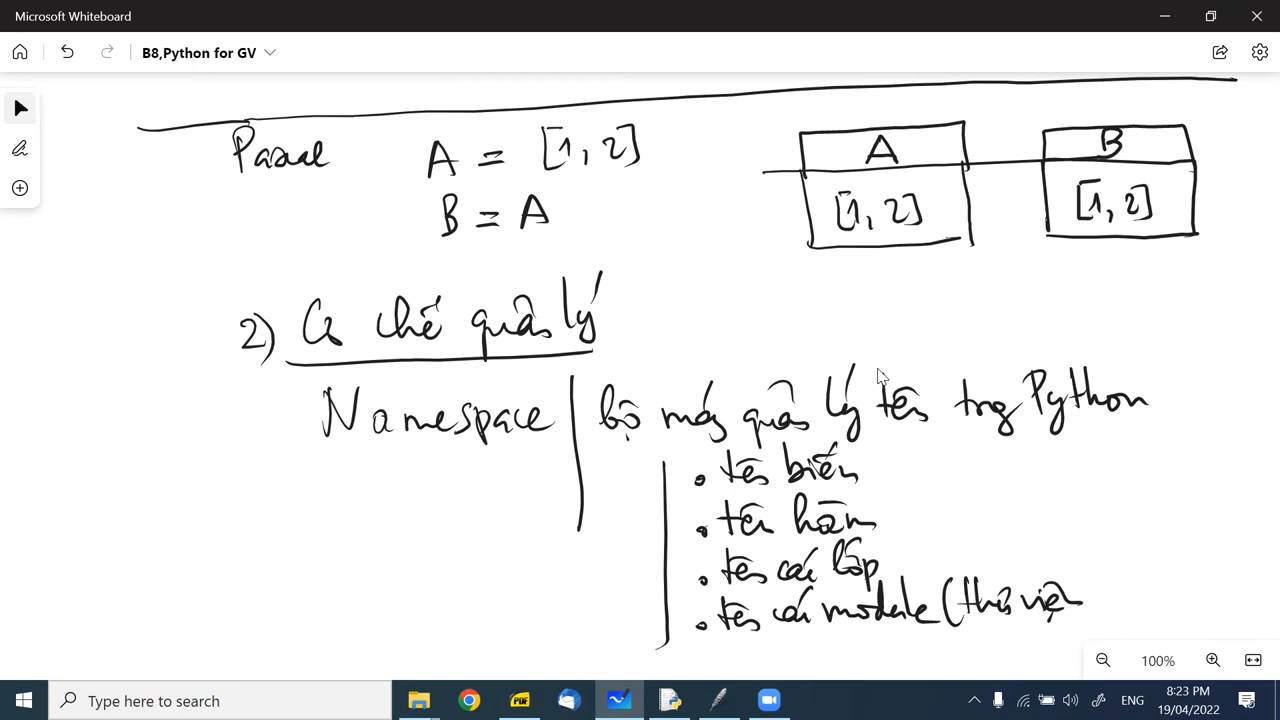 Microsoft Whiteboard
B8,Python for GV
Pascal A = [1, 2]
B = A
A
[1, 2]
B
[1, 2]
2) Cơ chế quản lý
Namespace | bộ máy quản lý tên trong Python
• tên biến
• tên hàm
• tên các lớp
• tên các module (thư viện
100%
Type here to search
PDF
ENG
8:23 PM
19/04/2022